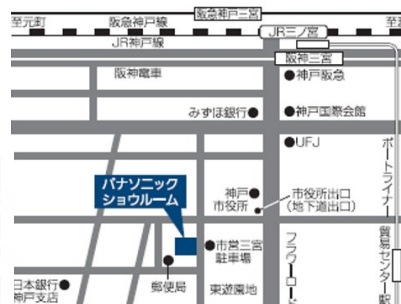 阪急神戸三宮
至元町
阪急神戸線
JR三ノ宮
JR神戸線
阪神三宮
阪神電車
●神戸阪急
みずほ銀行●
●神戸国際会館
●UFJ
ポートライナー
パナソニック
ショウルーム
神戸●
市役所
市役所出口
(地下道出口)
●市営三宮
駐車場
郵便局
東遊園地
フラワーロード
貿易センター駅
日本銀行●
神戸支店